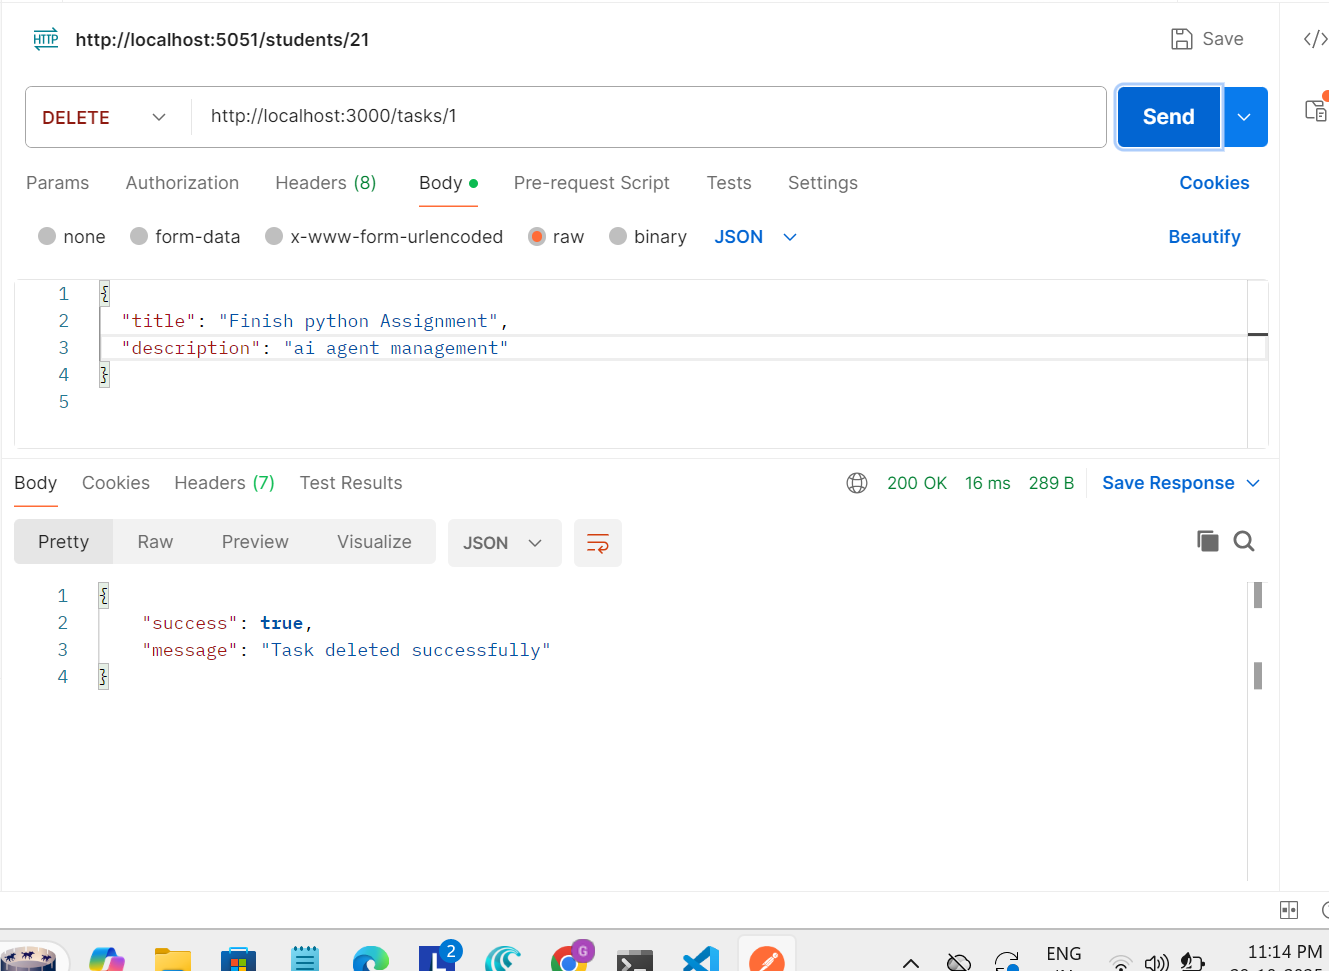 HTTP http://localhost:5051/students/21 Save
DELETE http://localhost:3000/tasks/1 Send
Params Authorization Headers (8) Body Pre-request Script Tests Settings Cookies
none form-data x-www-form-urlencoded raw binary JSON Beautify
1 {
2 "title": "Finish python Assignment",
3 "description": "ai agent management"
4 }
5
Body Cookies Headers (7) Test Results 200 OK 16 ms 289 B Save Response
Pretty Raw Preview Visualize JSON
1 {
2 "success": true,
3 "message": "Task deleted successfully"
4 }
2 G ENG 11:14 PM